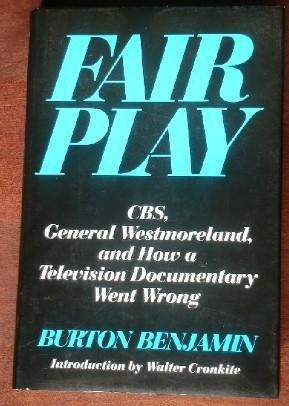 FAIR
PLAY
CBS,
General Westmoreland,
and How a
Television Documentary
Went Wrong
BURTON BENJAMIN
Introduction by Walter Cronkite